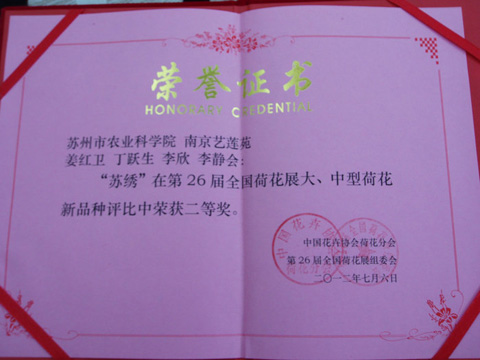 荣誉证书
HONORARY CREDENTIAL
苏州市农业科学院 南京艺莲苑
姜红卫 丁跃生 李欣 李静会：
“苏绣”在第26届全国荷花展大、中型荷花
新品种评比中荣获二等奖。
中国花卉协会荷花分会
第26届全国荷花展组委会
二〇一二年七月六日